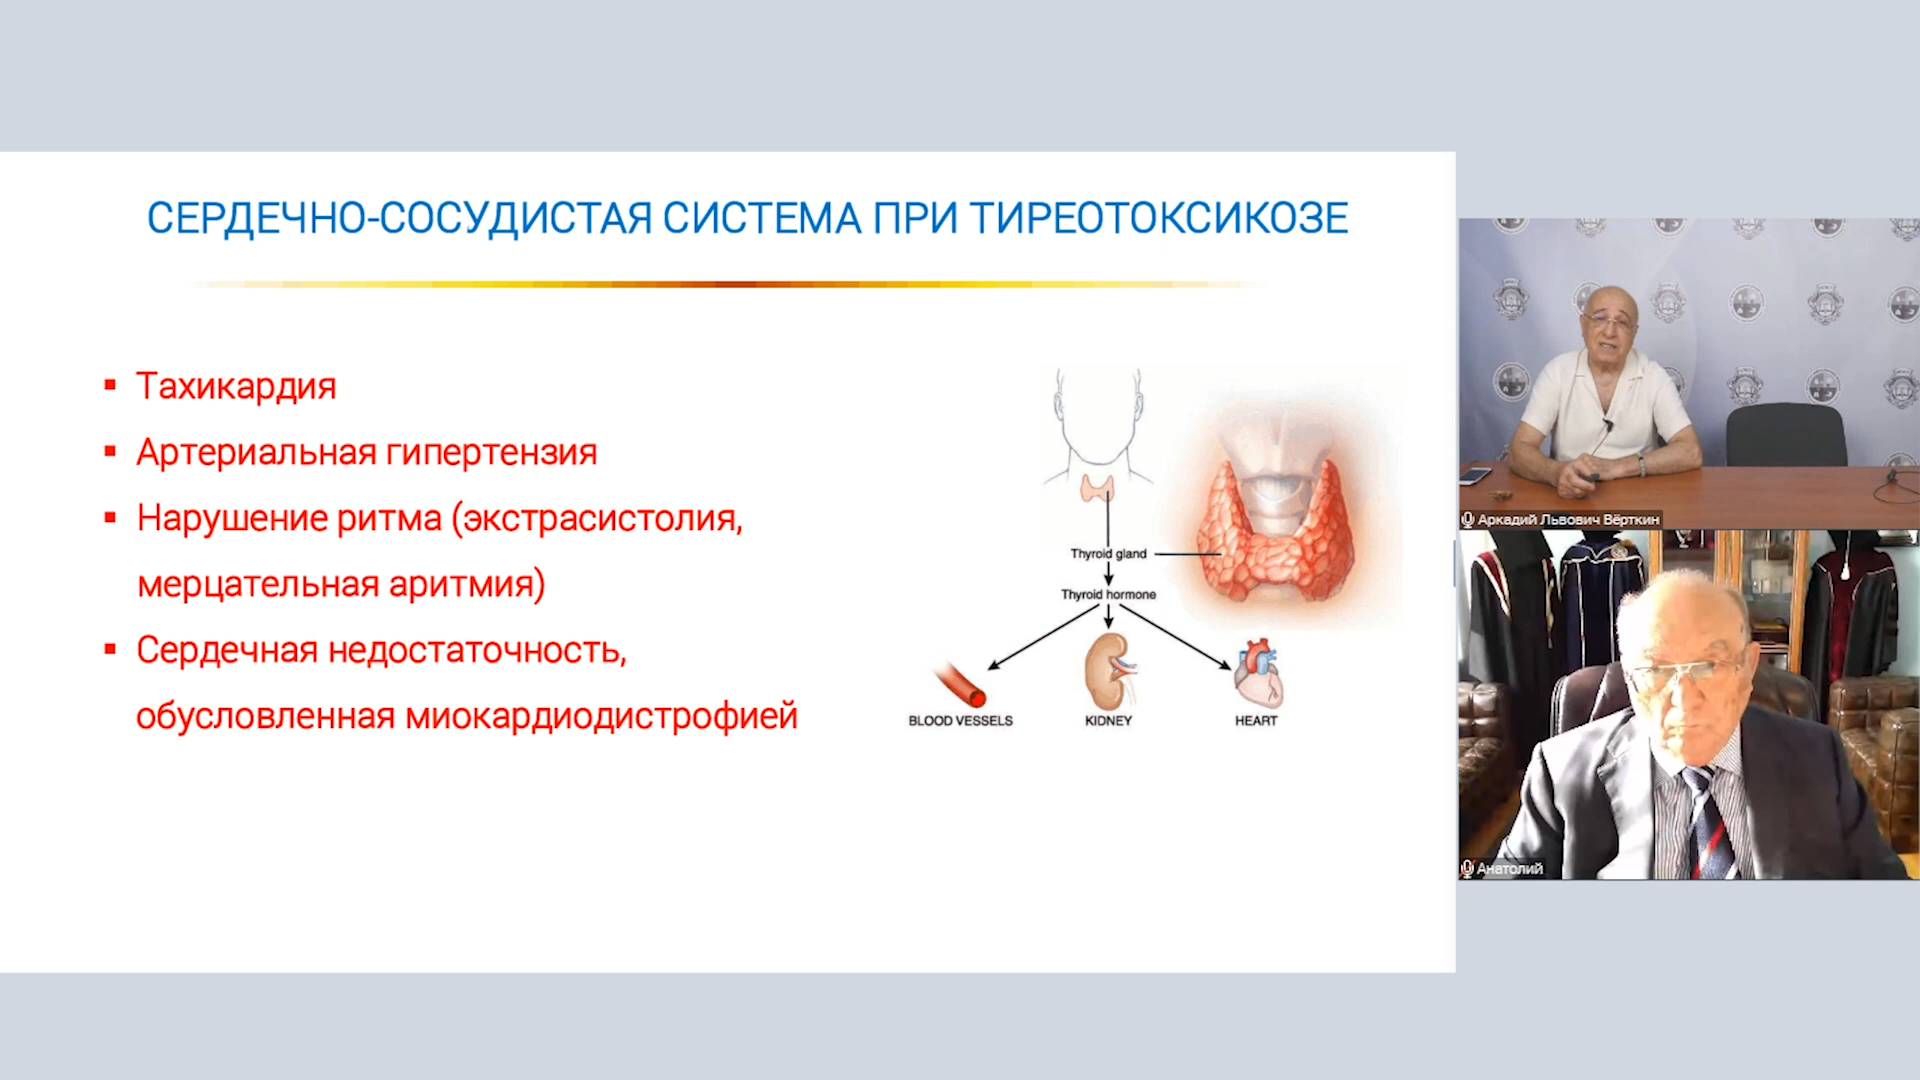 СЕРДЕЧНО-СОСУДИСТАЯ СИСТЕМА ПРИ ТИРЕОТОКСИКОЗЕ
▪ Тахикардия
▪ Артериальная гипертензия
▪ Нарушение ритма (экстрасистолия,
мерцательная аритмия)
▪ Сердечная недостаточность,
обусловленная миокардиодистрофией
Thyroid gland
Thyroid hormone
BLOOD VESSELS
KIDNEY
HEART
Аркадий Львович Вёрткин
Анатолий